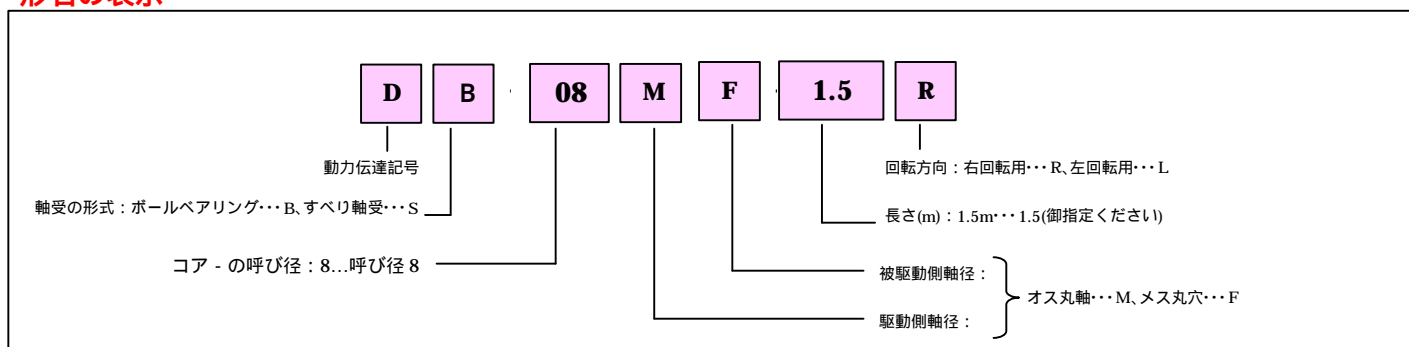 形名の表示
D B · 08 M F · 1.5 R
動力伝達記号
回転方向：右回転用･･･R、左回転用･･･L
軸受の形式：ボールベアリング･･･B、すべり軸受･･･S
長さ(m)：1.5m･･･1.5(御指定ください)
コア - の呼び径：8…呼び径 8
被駆動側軸径：
オス丸軸･･･M、メス丸穴･･･F
駆動側軸径：